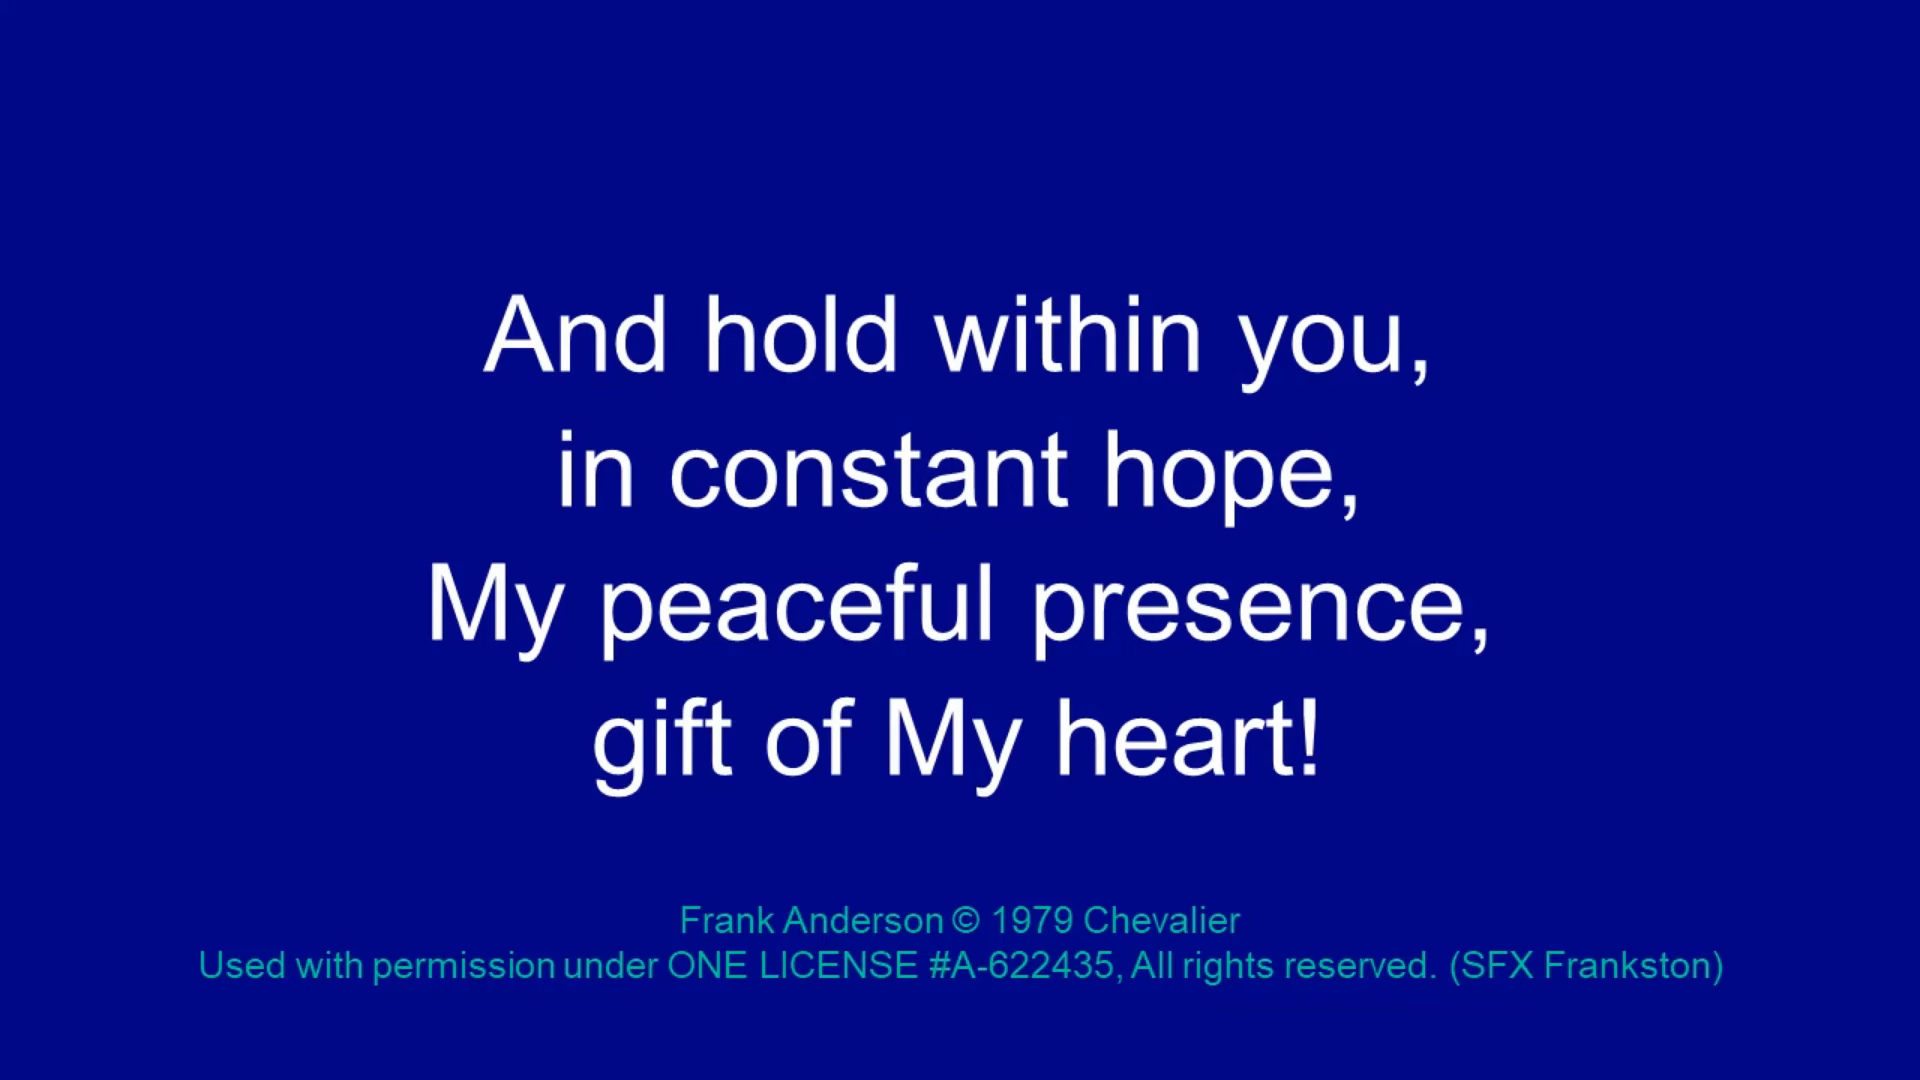 And hold within you,
in constant hope,
My peaceful presence,
gift of My heart!
Frank Anderson © 1979 Chevalier
Used with permission under ONE LICENSE #A-622435, All rights reserved. (SFX Frankston)